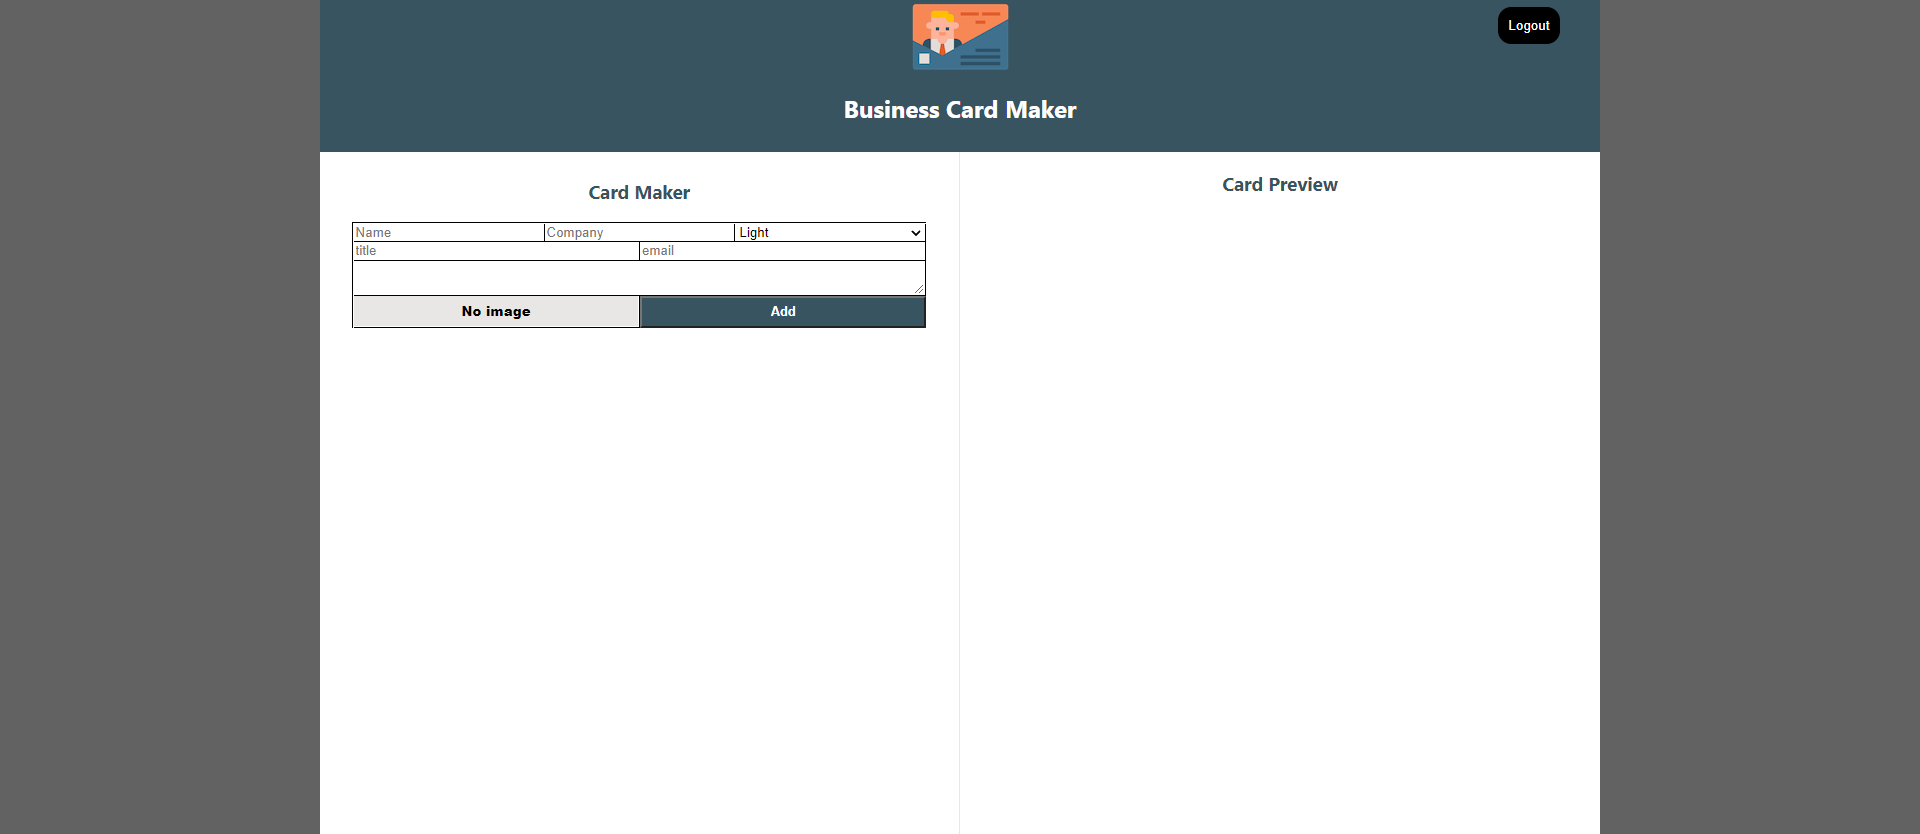 Logout
Business Card Maker
Card Maker
Name Company Light
title email
No image Add
Card Preview